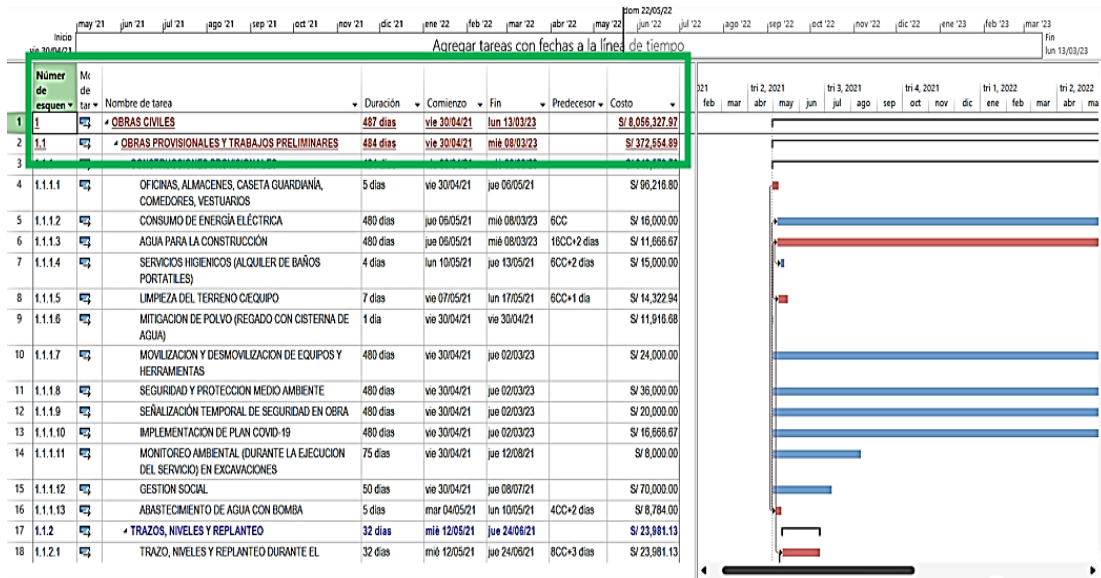 dom 22/05/22
may '21 jun '21 jul '21 ago '21 sep '21 oct '21 nov '21 dic '21 ene '22 feb '22 mar '22 abr '22 may '22 jun '22 jul '22 ago '22 sep '22 oct '22 nov '22 dic '22 ene '23 feb '23 mar '23
Inicio
vie 30/04/21
Agregar tareas con fechas a la línea de tiempo
Fin
lun 13/03/23
Númer de esquen
de tar
Nombre de tarea Duración Comienzo Fin Predecesor Costo
tri 2, 2021 tri 3, 2021 tri 4, 2021 tri 1, 2022 tri 2, 2022
feb mar abr may jun jul ago sep oct nov dic ene feb mar abr
1 1 OBRAS CIVILES 487 días vie 30/04/21 lun 13/03/23 S/ 8,056,327.97
2 1.1 OBRAS PROVISIONALES Y TRABAJOS PRELIMINARES 484 días vie 30/04/21 mié 08/03/23 S/ 372,554.89
3
4 1.1.1.1 OFICINAS, ALMACENES, CASETA GUARDIANÍA, 5 días vie 30/04/21 jue 06/05/21 S/ 96,216.80
COMEDORES, VESTUARIOS
5 1.1.1.2 CONSUMO DE ENERGÍA ELÉCTRICA 480 días jue 06/05/21 mié 08/03/23 6CC S/ 16,000.00
6 1.1.1.3 AGUA PARA LA CONSTRUCCIÓN 480 días jue 06/05/21 mié 08/03/23 16CC+2 días S/ 11,666.67
7 1.1.1.4 SERVICIOS HIGIENICOS (ALQUILER DE BAÑOS 4 días lun 10/05/21 jue 13/05/21 6CC+2 días S/ 15,000.00
PORTATILES)
8 1.1.1.5 LIMPIEZA DEL TERRENO C/EQUIPO 7 días vie 07/05/21 lun 17/05/21 6CC+1 día S/ 14,322.94
9 1.1.1.6 MITIGACION DE POLVO (REGADO CON CISTERNA DE 1 día vie 30/04/21 vie 30/04/21 S/ 11,916.68
AGUA)
10 1.1.1.7 MOVILIZACION Y DESMOVILIZACION DE EQUIPOS Y 480 días vie 30/04/21 jue 02/03/23 S/ 24,000.00
HERRAMIENTAS
11 1.1.1.8 SEGURIDAD Y PROTECCION MEDIO AMBIENTE 480 días vie 30/04/21 jue 02/03/23 S/ 36,000.00
12 1.1.1.9 SEÑALIZACIÓN TEMPORAL DE SEGURIDAD EN OBRA 480 días vie 30/04/21 jue 02/03/23 S/ 20,000.00
13 1.1.1.10 IMPLEMENTACION DE PLAN COVID-19 480 días vie 30/04/21 jue 02/03/23 S/ 16,666.67
14 1.1.1.11 MONITOREO AMBIENTAL (DURANTE LA EJECUCION 75 días vie 30/04/21 jue 12/08/21 S/ 8,000.00
DEL SERVICIO) EN EXCAVACIONES
15 1.1.1.12 GESTION SOCIAL 50 días vie 30/04/21 jue 08/07/21 S/ 70,000.00
16 1.1.1.13 ABASTECIMIENTO DE AGUA CON BOMBA 5 días mar 04/05/21 lun 10/05/21 4CC+2 días S/ 8,784.00
17 1.1.2 TRAZOS, NIVELES Y REPLANTEO 32 días mié 12/05/21 jue 24/06/21 S/ 23,981.13
18 1.1.2.1 TRAZO, NIVELES Y REPLANTEO DURANTE EL 32 días mié 12/05/21 jue 24/06/21 8CC+3 días S/ 23,981.13